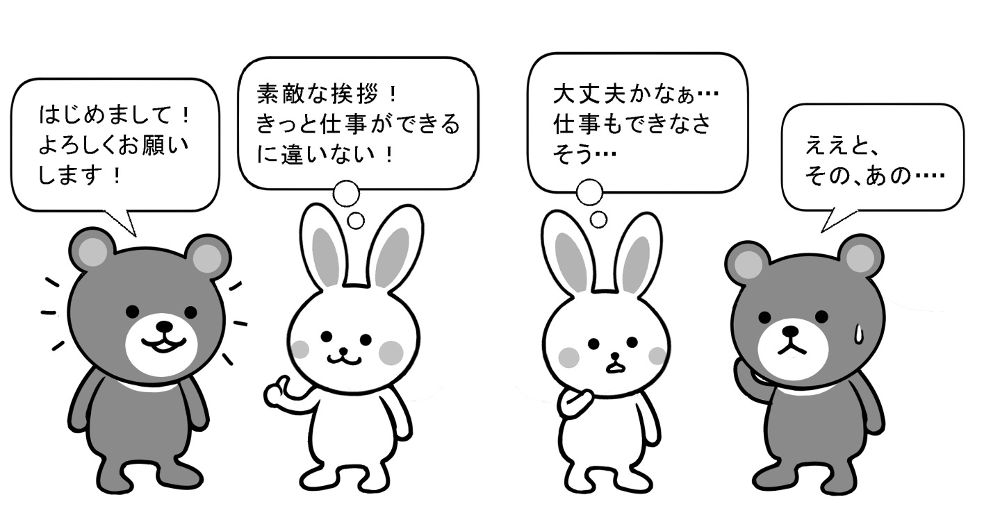 はじめまして！
よろしくお願い
します！
素敵な挨拶！
きっと仕事ができる
に違いない！
大丈夫かなぁ…
仕事もできなさ
そう…
ええと、
その、あの‥‥